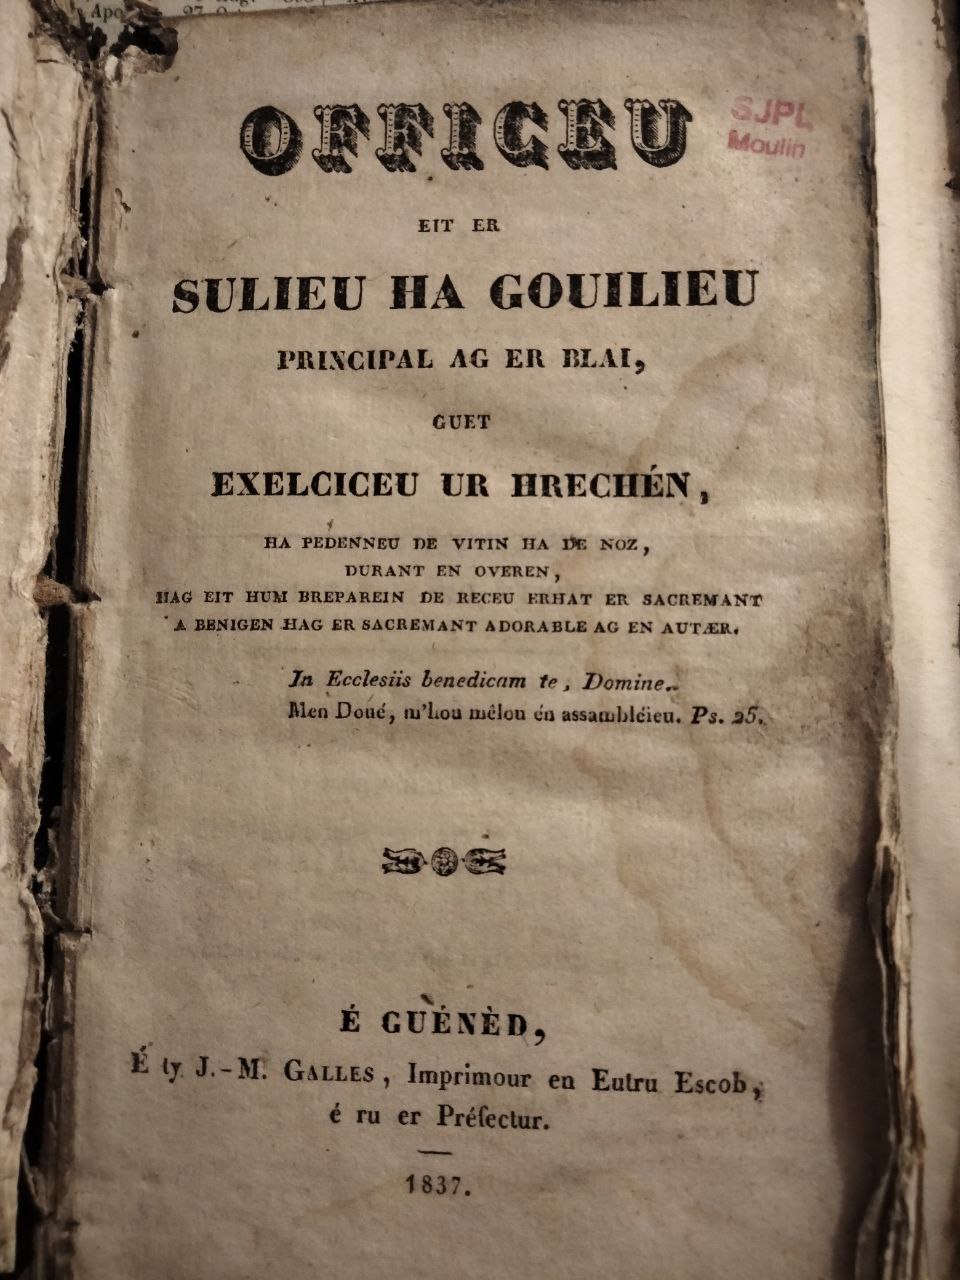 Apo
27
OFFICEU
SJPL
Moulin
EIT ER
SULIEU HA GOUILIEU
PRINCIPAL AG ER BLAI,
GUET
EXELCICEU UR HRECHÉN,
HA PEDENNEU DE VITIN HA DE NOZ,
DURANT EN OVEREN,
HAG EIT HUM BREPAREIN DE RECEU ERHAT ER SACREMANT
A BENIGEN HAG ER SACREMANT ADORABLE AG EN AUTÆR.
In Ecclesiis benedicam te, Domine.
Men Doué, m'hou mélou én assambléieu. Ps. 25.
É GUÉNÈD,
É ty J.-M. GALLES, Imprimour en Eutru Escob,
é ru er Préfectur.
1837.